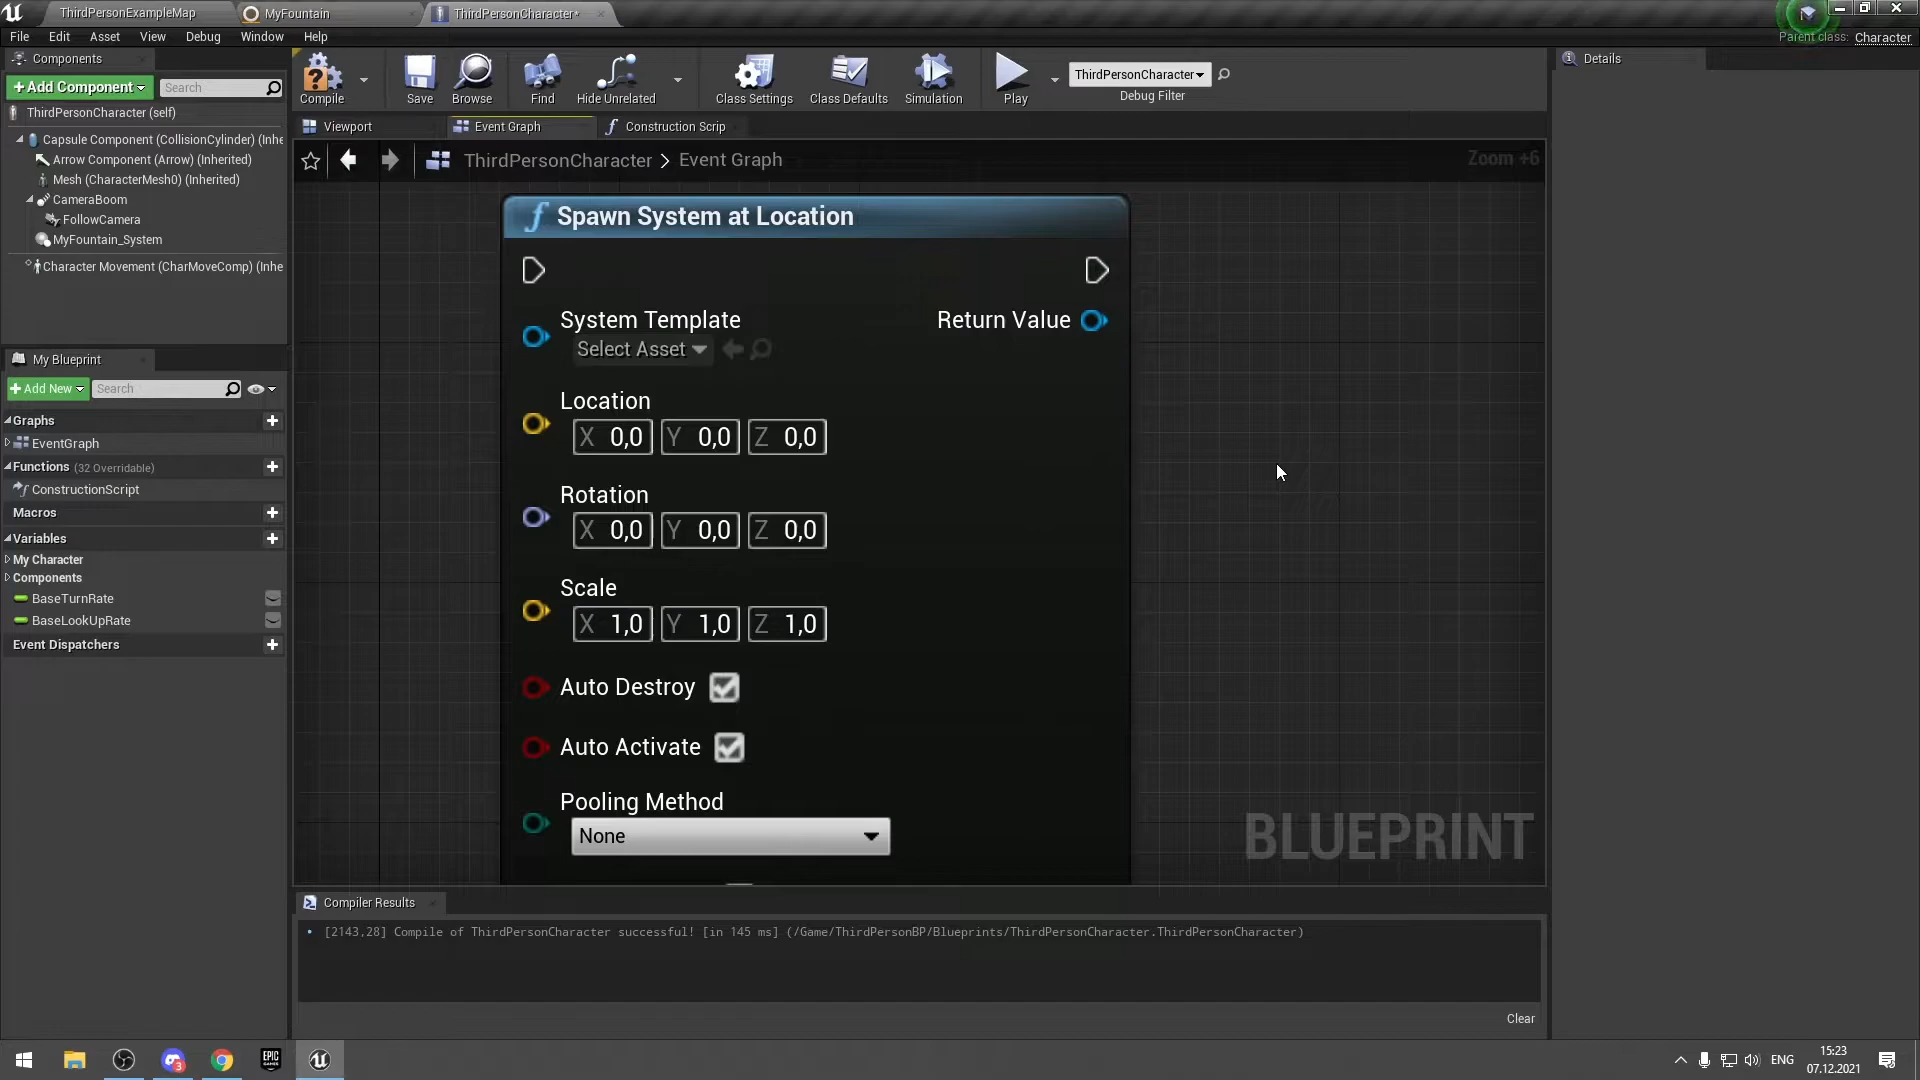 ThirdPersonExampleMap
MyFountain
ThirdPersonCharacter*
File Edit Asset View Debug Window Help
Parent class: Character
Components
+Add Component
Search
ThirdPersonCharacter (self)
Capsule Component (CollisionCylinder) (Inhe
Arrow Component (Arrow) (Inherited)
Mesh (CharacterMesh0) (Inherited)
CameraBoom
FollowCamera
MyFountain_System
Character Movement (CharMoveComp) (Inhe
My Blueprint
+Add New
Search
Graphs
EventGraph
Functions (32 Overridable)
ConstructionScript
Macros
Variables
My Character
Components
BaseTurnRate
BaseLookUpRate
Event Dispatchers
Compile
Save
Browse
Find
Hide Unrelated
Class Settings
Class Defaults
Simulation
Play
ThirdPersonCharacter
Debug Filter
Viewport
Event Graph
Construction Scrip
ThirdPersonCharacter > Event Graph
Zoom +6
f Spawn System at Location
System Template
Select Asset
Return Value
Location
X 0,0 Y 0,0 Z 0,0
Rotation
X 0,0 Y 0,0 Z 0,0
Scale
X 1,0 Y 1,0 Z 1,0
Auto Destroy
Auto Activate
Pooling Method
None
BLUEPRINT
Compiler Results
• [2143,28] Compile of ThirdPersonCharacter successful! [in 145 ms] (/Game/ThirdPersonBP/Blueprints/ThirdPersonCharacter.ThirdPersonCharacter)
Clear
Details
EPIC
GAMES
3
ENG
15:23
07.12.2021